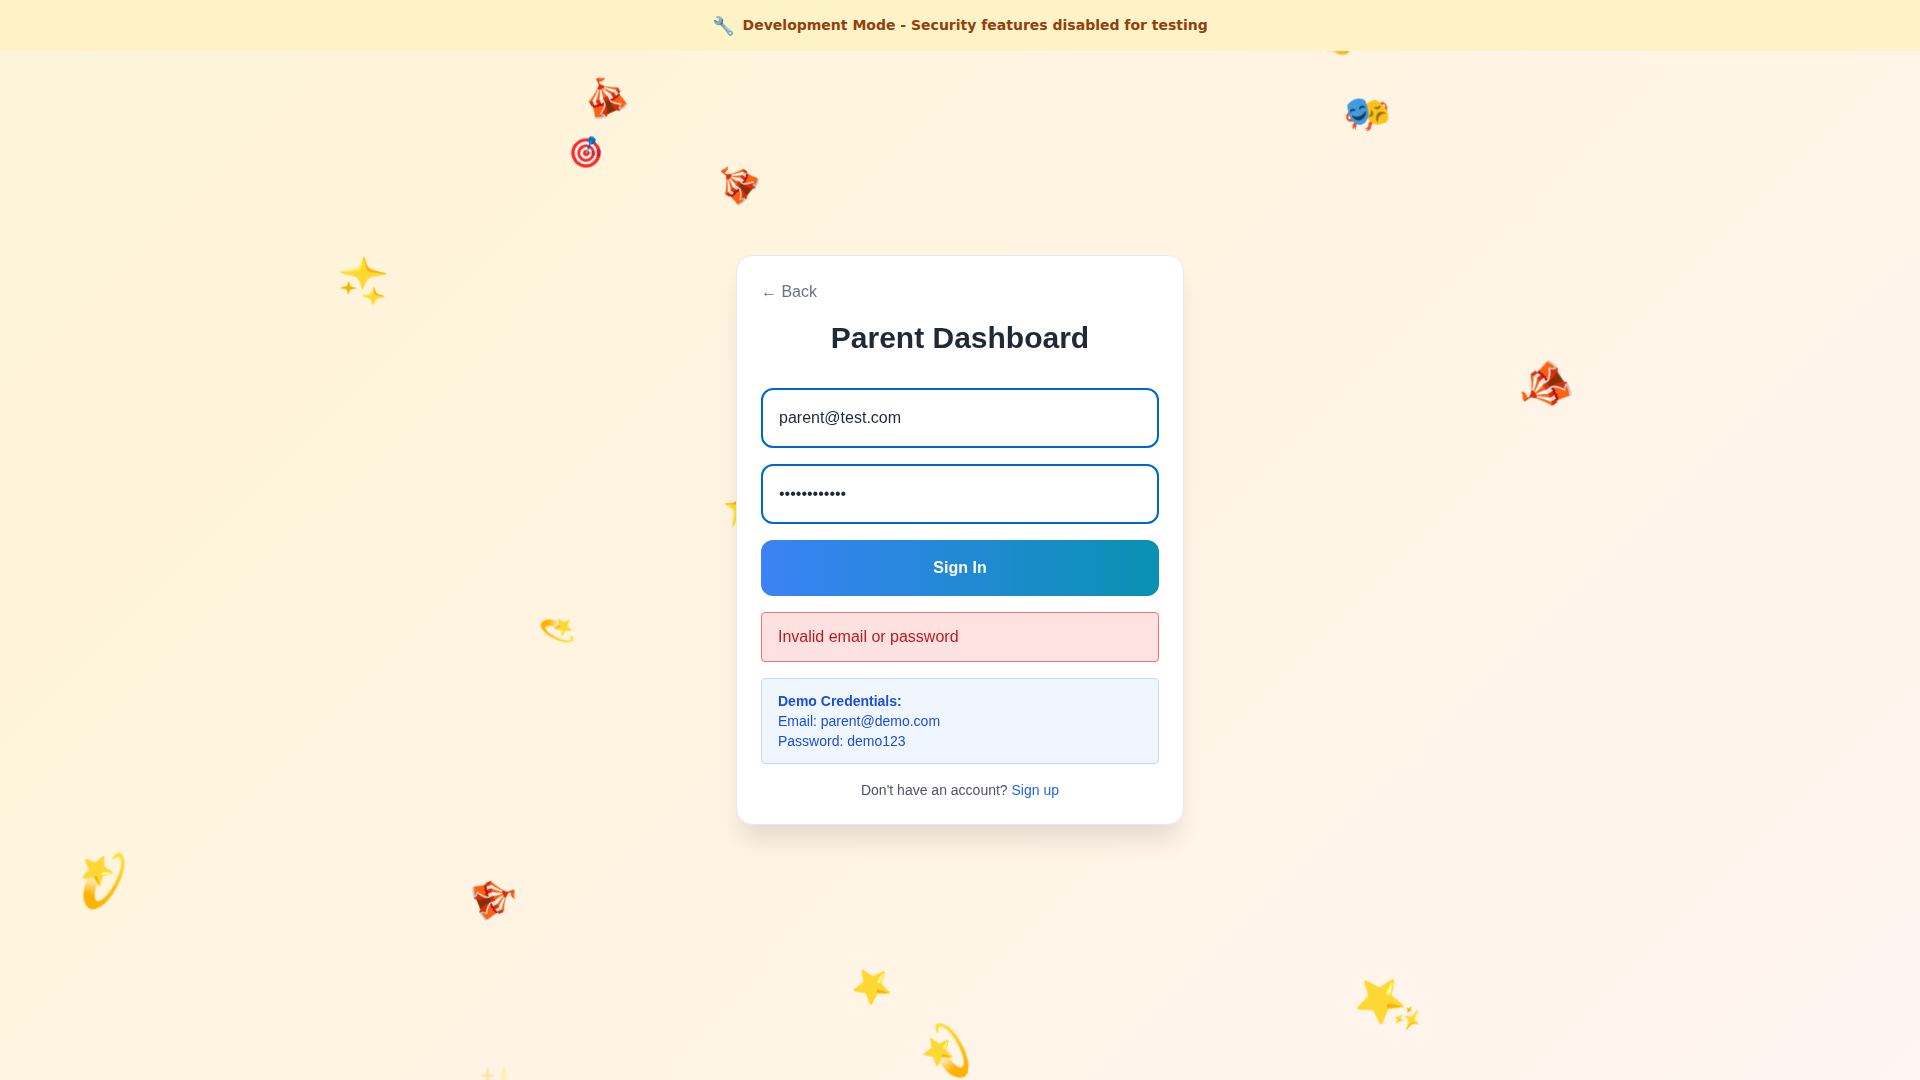 Development Mode - Security features disabled for testing
← Back
Parent Dashboard
parent@test.com
••••••••••••
Sign In
Invalid email or password
Demo Credentials:
Email: parent@demo.com
Password: demo123
Don't have an account? Sign up